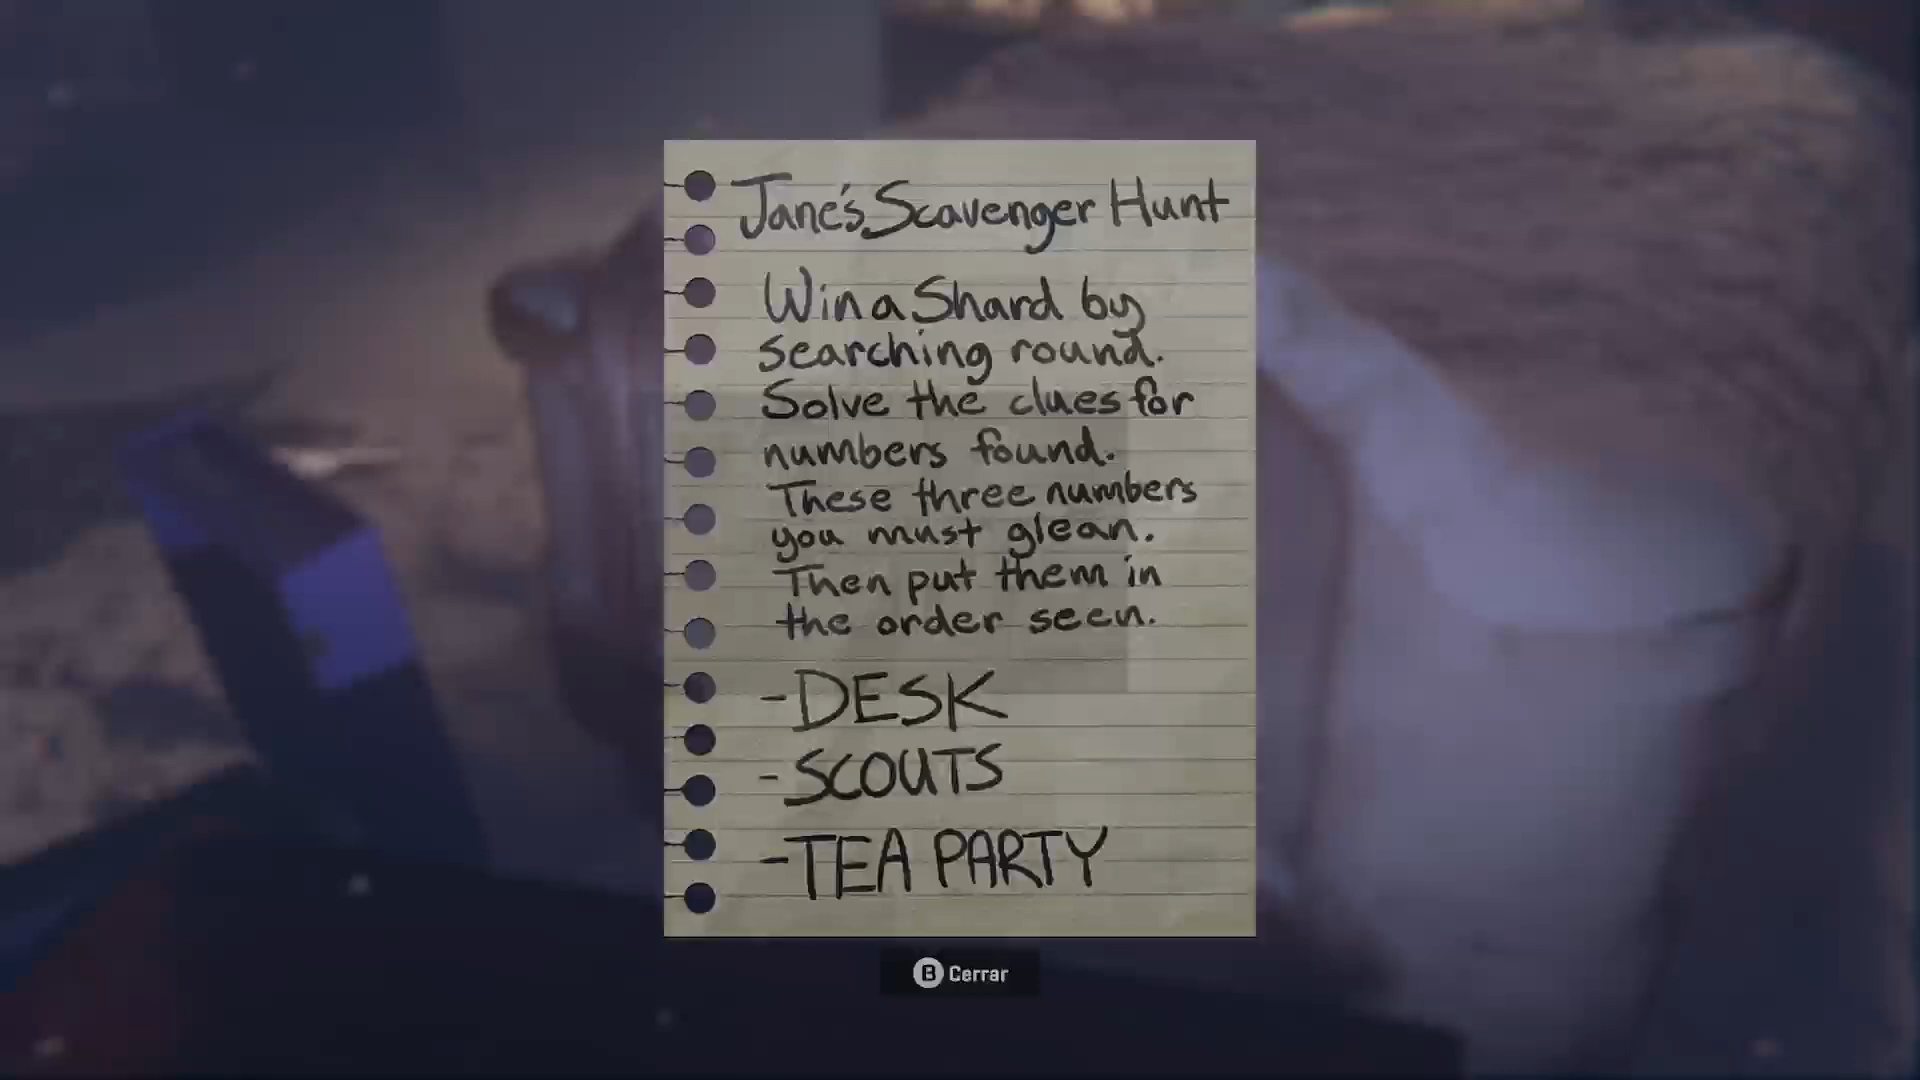 Jane's Scavenger Hunt
Win a Shard by
searching round.
Solve the clues for
numbers found.
These three numbers
you must glean.
Then put them in
the order seen.
-DESK
-SCOUTS
-TEA PARTY
B Cerrar